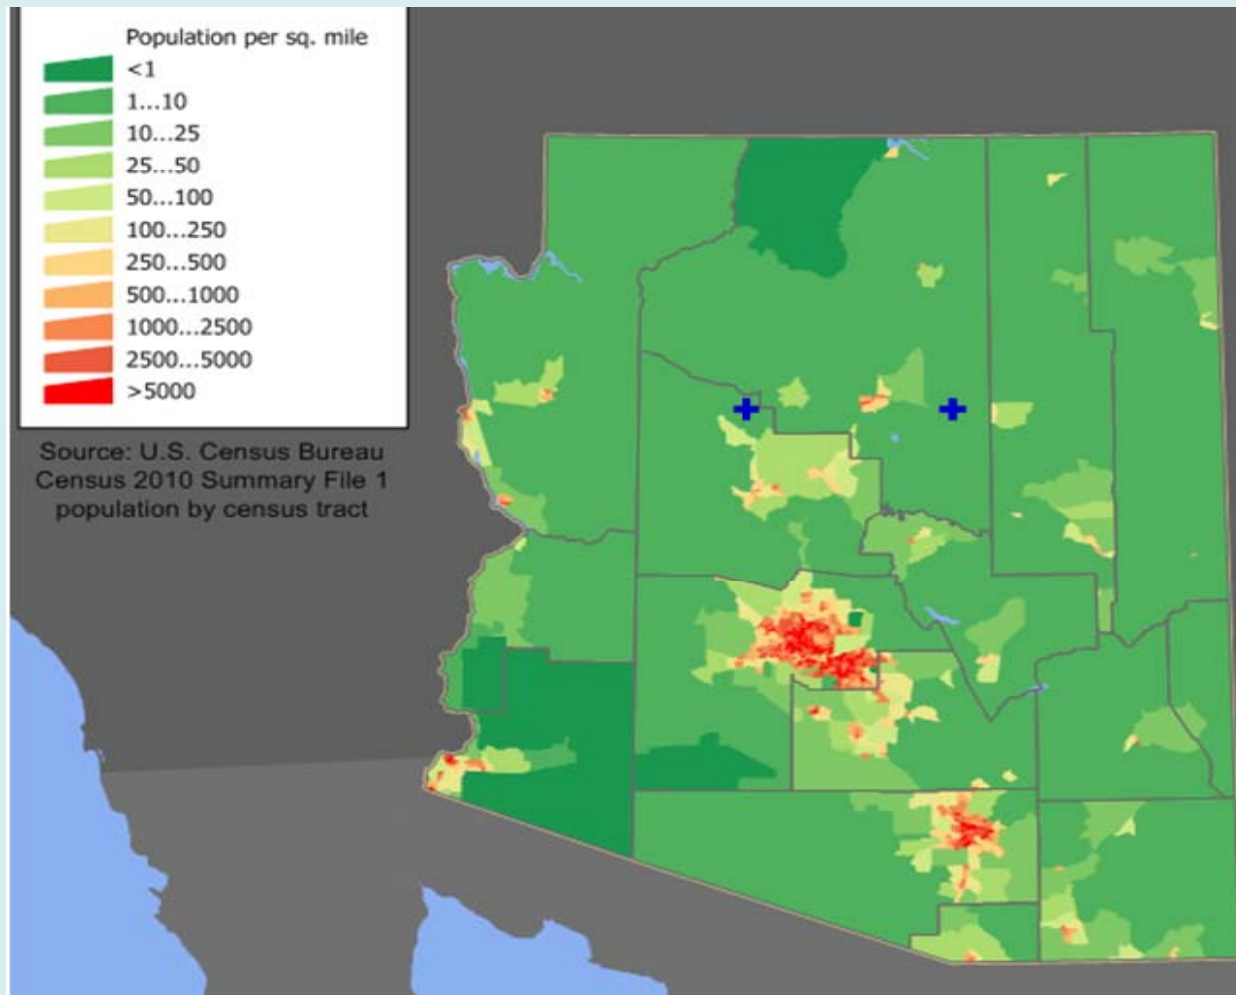 Population per sq. mile
<1
1...10
10...25
25...50
50...100
100...250
250...500
500...1000
1000...2500
2500...5000
>5000
Source: U.S. Census Bureau
Census 2010 Summary File 1
population by census tract